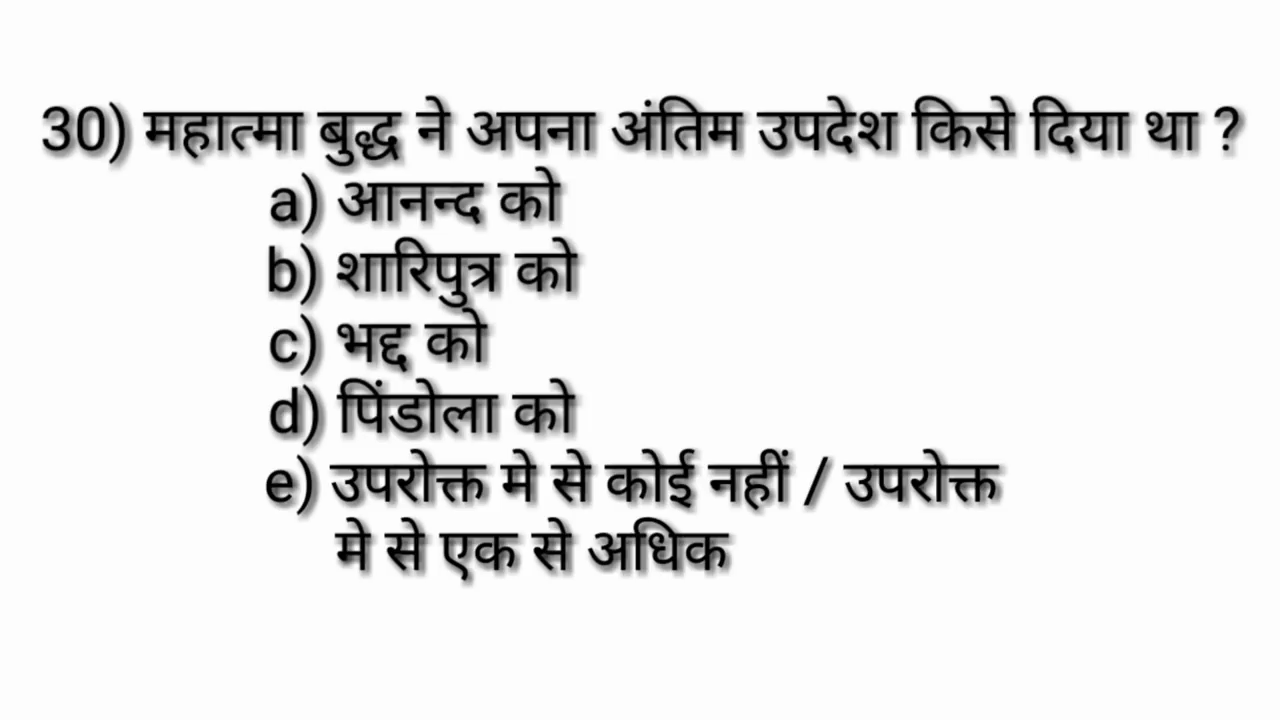 30) महात्मा बुद्ध ने अपना अंतिम उपदेश किसे दिया था ?
a) आनन्द को
b) शारिपुत्र को
c) भद्द को
d) पिंडोला को
e) उपरोक्त मे से कोई नहीं / उपरोक्त
मे से एक से अधिक